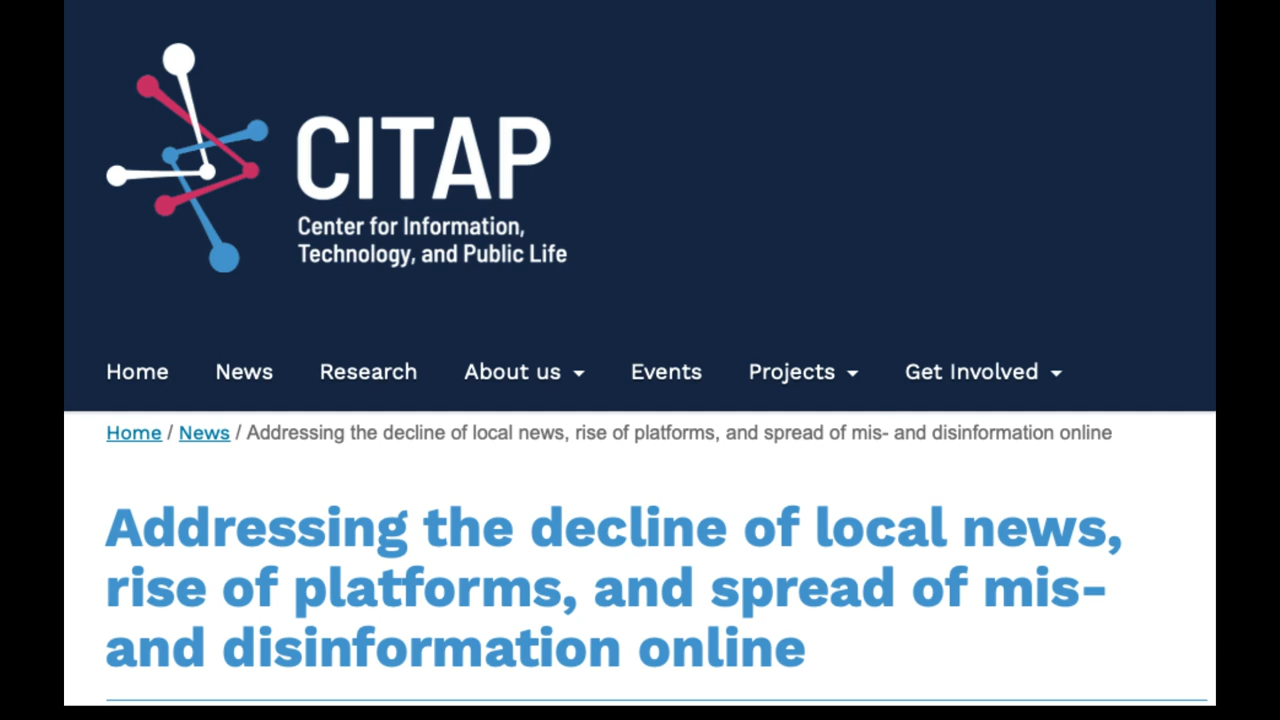 CITAP
Center for Information,
Technology, and Public Life
Home News Research About us Events Projects Get Involved
Home / News / Addressing the decline of local news, rise of platforms, and spread of mis- and disinformation online
Addressing the decline of local news,
rise of platforms, and spread of mis-
and disinformation online